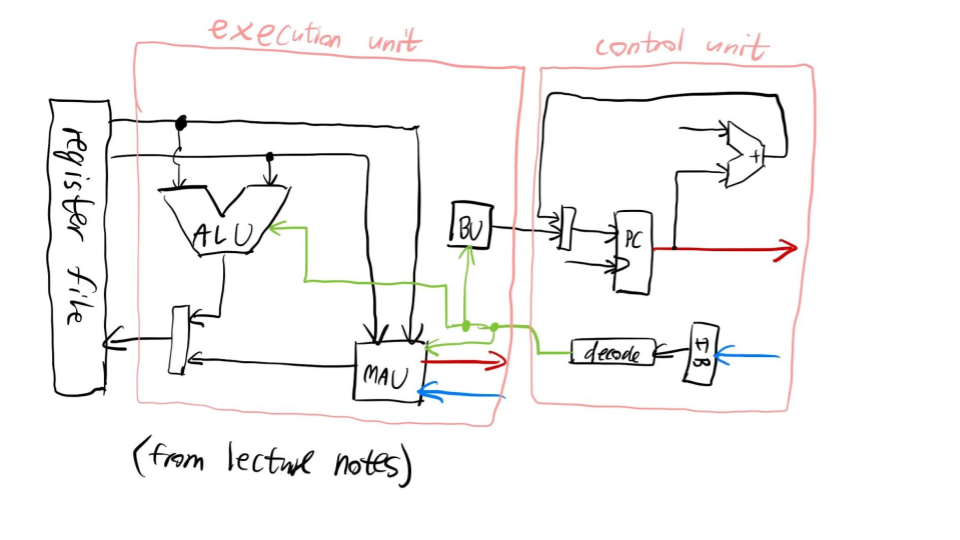 execution unit
control unit
register file
ALU
BU
PC
+
decode
IR
MAU
(from lecture notes)